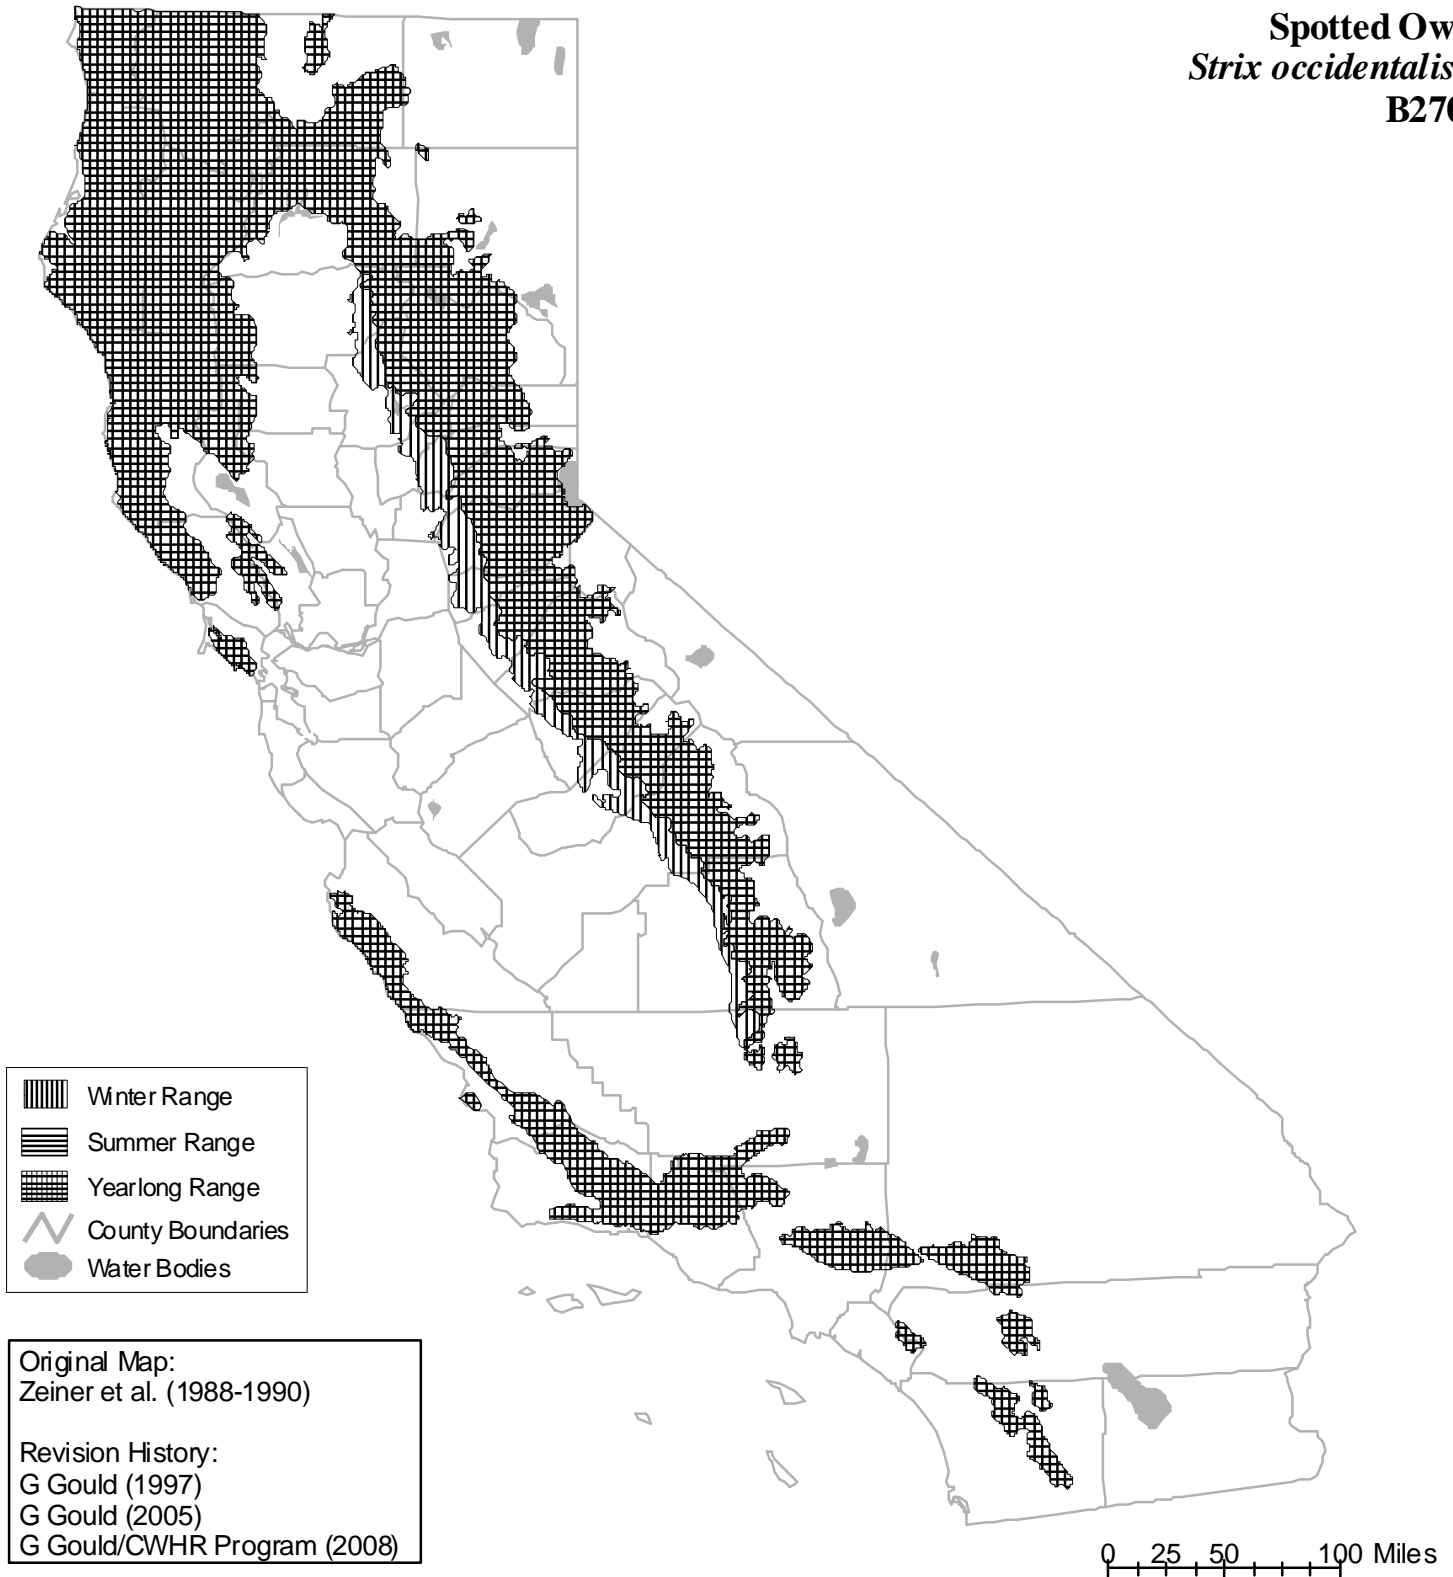 Spotted Ow
Strix occidentalis
B270
Winter Range
Summer Range
Yearlong Range
County Boundaries
Water Bodies
Original Map:
Zeiner et al. (1988-1990)
Revision History:
G Gould (1997)
G Gould (2005)
G Gould/CWHR Program (2008)
0 25 50 100 Miles